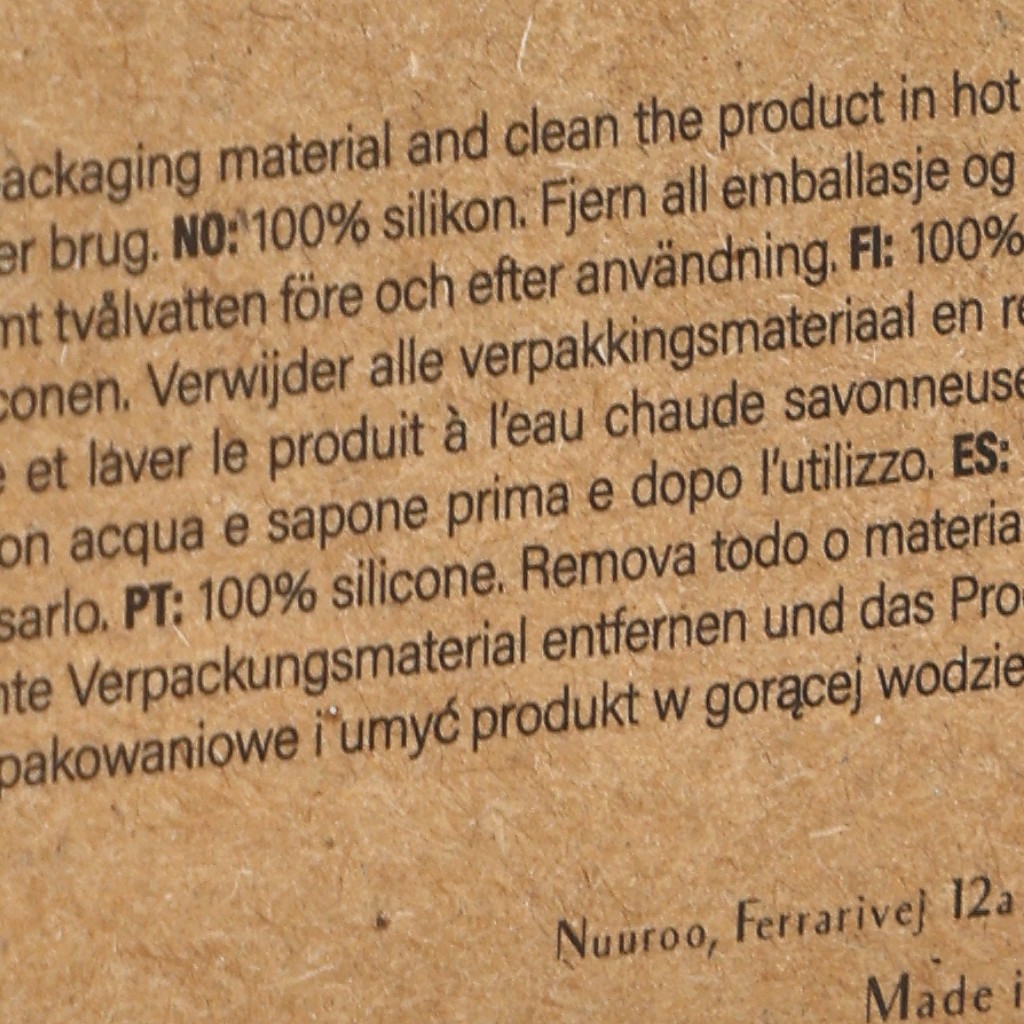 ackaging material and clean the product in hot
er brug. NO: 100% silikon. Fjern all emballasje og
nt tvålvatten före och efter användning. FI: 100%
conen. Verwijder alle verpakkingsmateriaal en re
e et laver le produit à l'eau chaude savonneuse
on acqua e sapone prima e dopo l'utilizzo. ES:
sarlo. PT: 100% silicone. Remova todo o materia
nte Verpackungsmaterial entfernen und das Pro
pakowaniowe i umyć produkt w gorącej wodzie
Nuuroo, Ferrarivej 12a
Made i